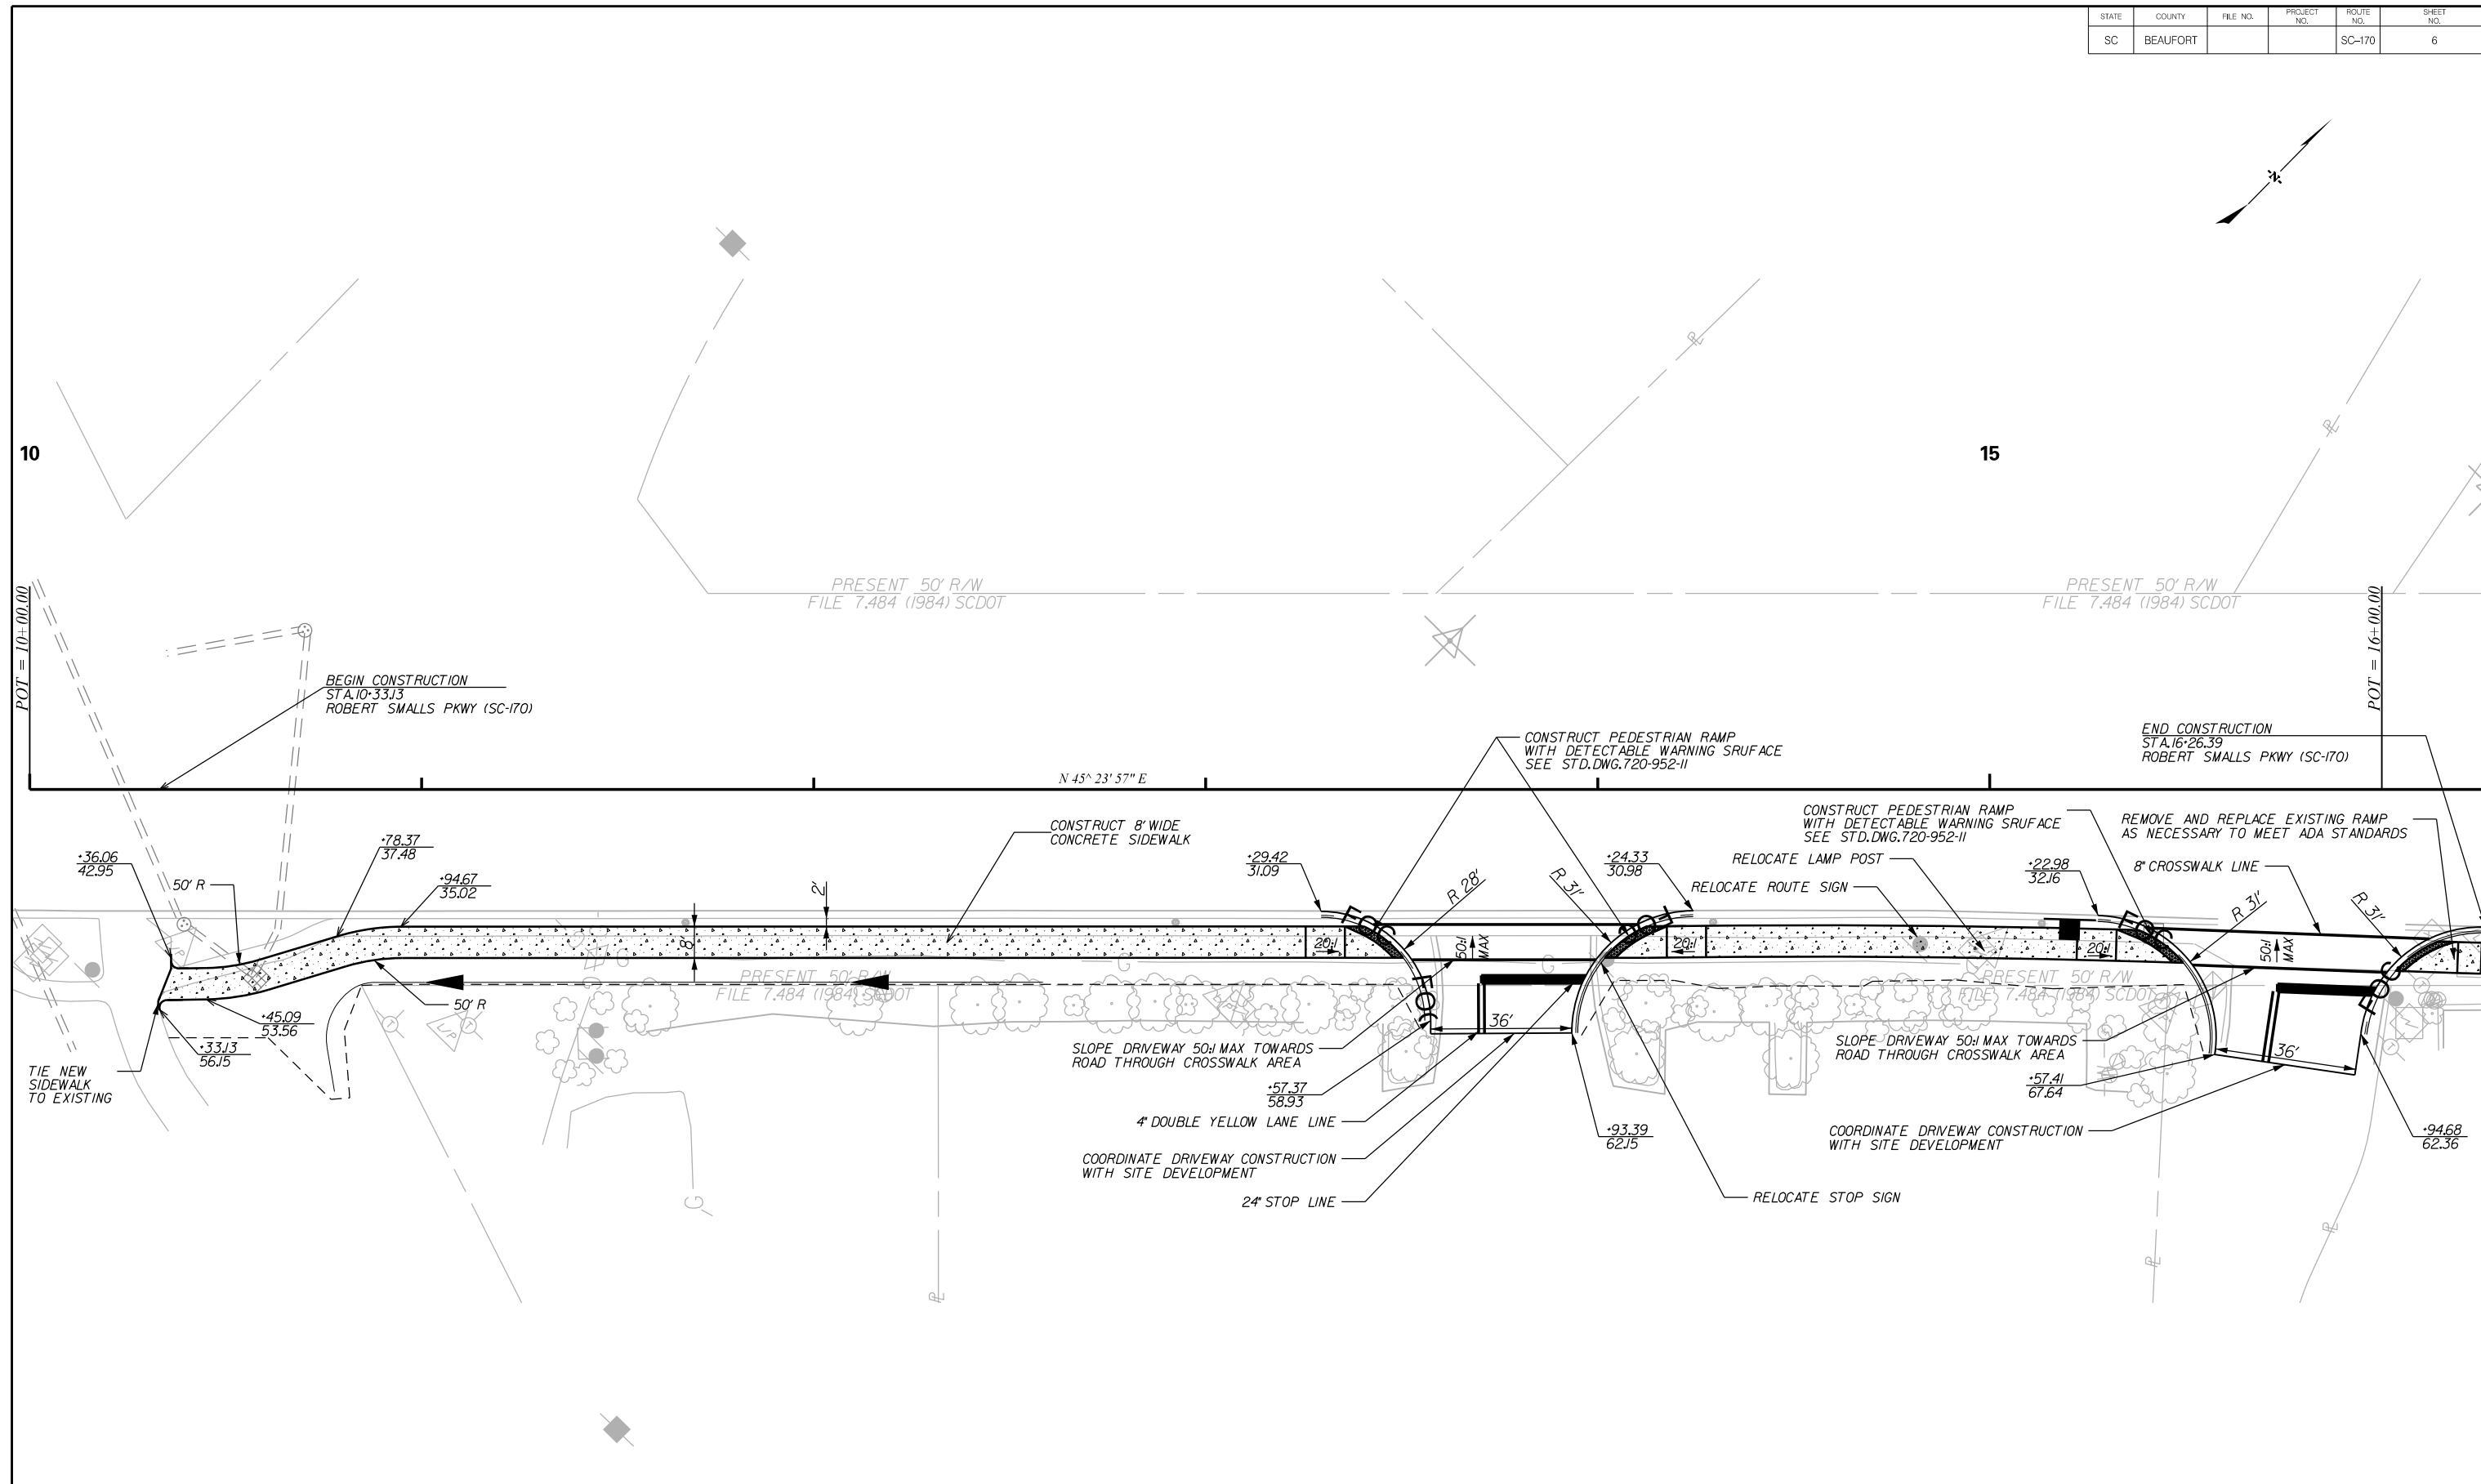 STATE COUNTY FILE NO. PROJECT NO. ROUTE NO. SHEET NO.
SC BEAUFORT SC-170 6
N
10
15
PRESENT 50' R/W
FILE 7.484 (1984) SCDOT
PRESENT 50' R/W
FILE 7.484 (1984) SCDOT
POT = 10+00.00
POT = 16+00.00
BEGIN CONSTRUCTION
STA.10+33.13
ROBERT SMALLS PKWY (SC-170)
CONSTRUCT PEDESTRIAN RAMP
WITH DETECTABLE WARNING SRUFACE
SEE STD.DWG.720-952-11
END CONSTRUCTION
STA.16+26.39
ROBERT SMALLS PKWY (SC-170)
N 45^ 23' 57" E
CONSTRUCT PEDESTRIAN RAMP
WITH DETECTABLE WARNING SRUFACE
SEE STD.DWG.720-952-11
REMOVE AND REPLACE EXISTING RAMP
AS NECESSARY TO MEET ADA STANDARDS
CONSTRUCT 8' WIDE
CONCRETE SIDEWALK
+78.37
37.48
+36.06
42.95
50' R
+94.67
35.02
2'
8'
+29.42
31.09
R 28'
R 31'
+24.33
30.98
RELOCATE LAMP POST
RELOCATE ROUTE SIGN
+22.98
32.16
8" CROSSWALK LINE
R 31'
R 31'
20:1
50:1
MAX
20:1
20:1
50:1
MAX
PRESENT 50' R/W
FILE 7.484 (1984) SCDOT
PRESENT 50' R/W
FILE 7.484 (1984) SCDOT
50' R
+45.09
53.56
+33.13
56.15
TIE NEW
SIDEWALK
TO EXISTING
36'
36'
SLOPE DRIVEWAY 50:1 MAX TOWARDS
ROAD THROUGH CROSSWALK AREA
+57.37
58.93
4" DOUBLE YELLOW LANE LINE
COORDINATE DRIVEWAY CONSTRUCTION
WITH SITE DEVELOPMENT
24" STOP LINE
+93.39
62.15
RELOCATE STOP SIGN
SLOPE DRIVEWAY 50:1 MAX TOWARDS
ROAD THROUGH CROSSWALK AREA
+57.41
67.64
COORDINATE DRIVEWAY CONSTRUCTION
WITH SITE DEVELOPMENT
+94.68
62.36